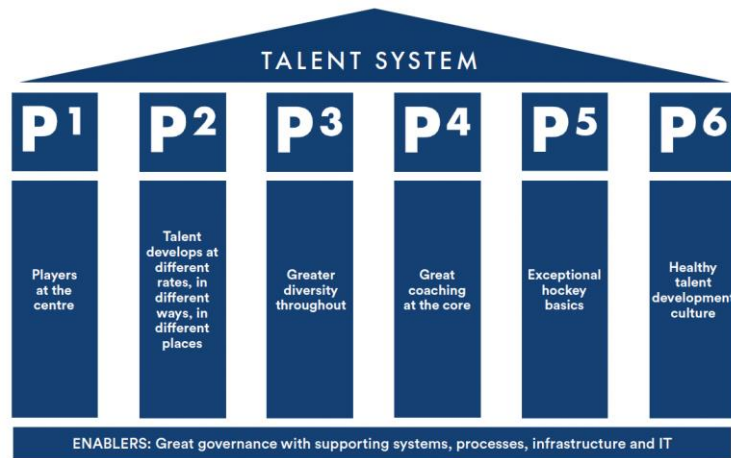 TALENT SYSTEM
P1
P2
P3
P4
P5
P6
Players
at the
centre
Talent
develops at
different
rates, in
different
ways, in
different
places
Greater
diversity
throughout
Great
coaching
at the core
Exceptional
hockey
basics
Healthy
talent
development
culture
ENABLERS: Great governance with supporting systems, processes, infrastructure and IT